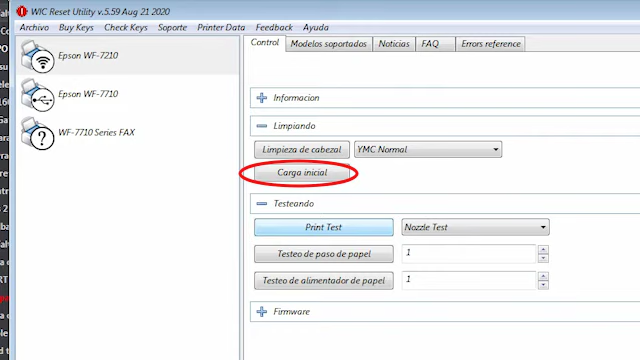 WIC Reset Utility v.5.59 Aug 21 2020
Archivo Buy Keys Check Keys Soporte Printer Data Feedback Ayuda
Epson WF-7210
Epson WF-7710
WF-7710 Series FAX
Control Modelos soportados Noticias FAQ Errors reference
Informacion
Limpiando
Limpieza de cabezal YMC Normal
Carga inicial
Testeando
Print Test Nozzle Test
Testeo de paso de papel 1
Testeo de alimentador de papel 1
Firmware